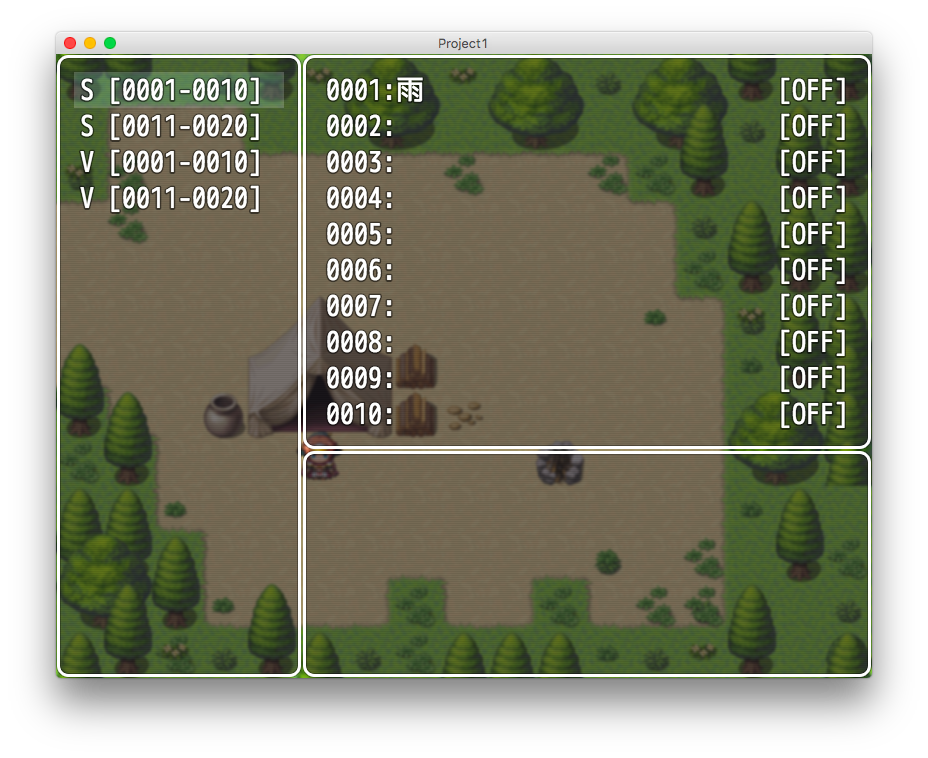 Project1
S [0001-0010]
S [0011-0020]
V [0001-0010]
V [0011-0020]
0001:雨 [OFF]
0002: [OFF]
0003: [OFF]
0004: [OFF]
0005: [OFF]
0006: [OFF]
0007: [OFF]
0008: [OFF]
0009: [OFF]
0010: [OFF]